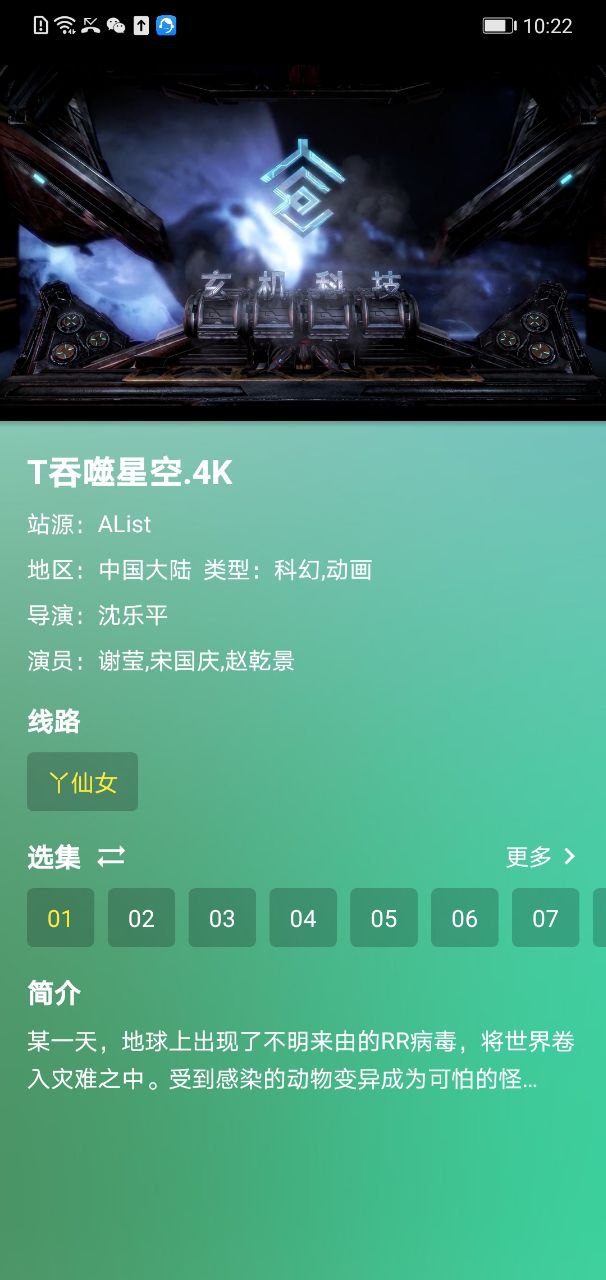 10:22
玄机科技
T吞噬星空.4K
站源：AList
地区：中国大陆 类型：科幻,动画
导演：沈乐平
演员：谢莹,宋国庆,赵乾景
线路
丫仙女
选集
更多
01 02 03 04 05 06 07
简介
某一天，地球上出现了不明来由的RR病毒，将世界卷
入灾难之中。受到感染的动物变异成为可怕的怪...